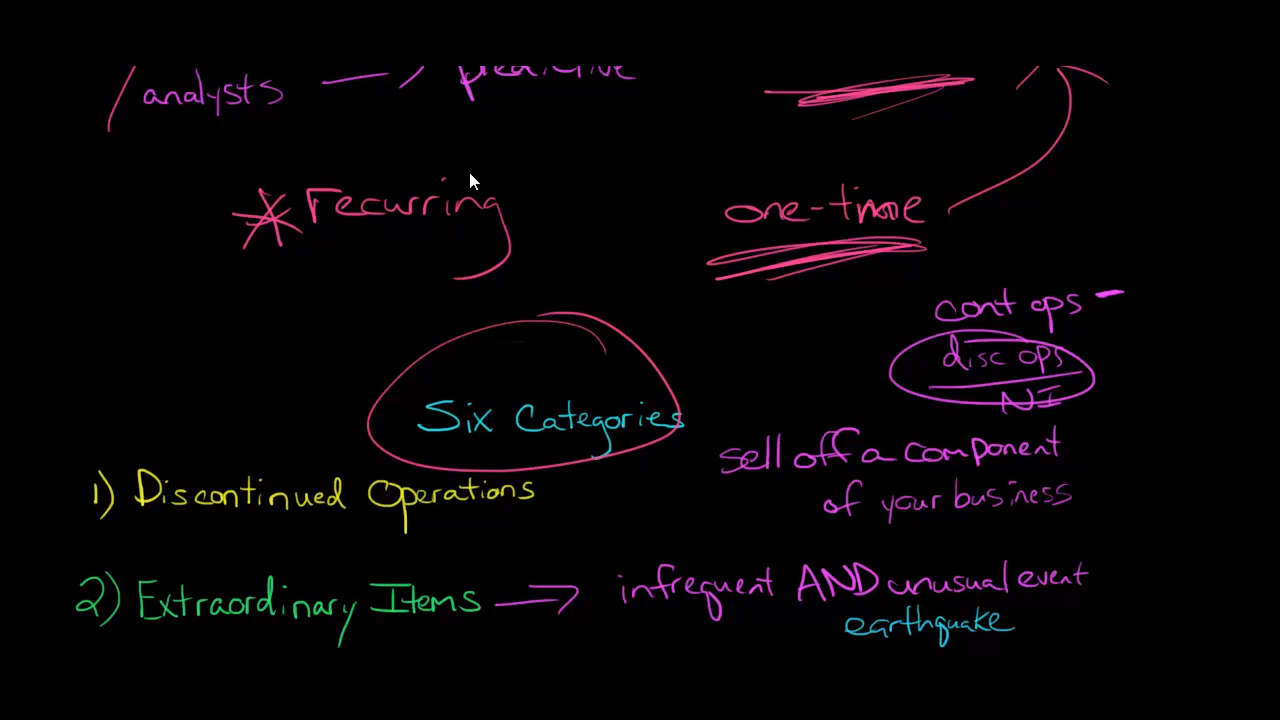 analysts → predictive
* recurring one-time
cont ops -
disc ops
NI
Six Categories
sell off a component
of your business
1) Discontinued Operations
2) Extraordinary Items → infrequent AND unusual event
earthquake